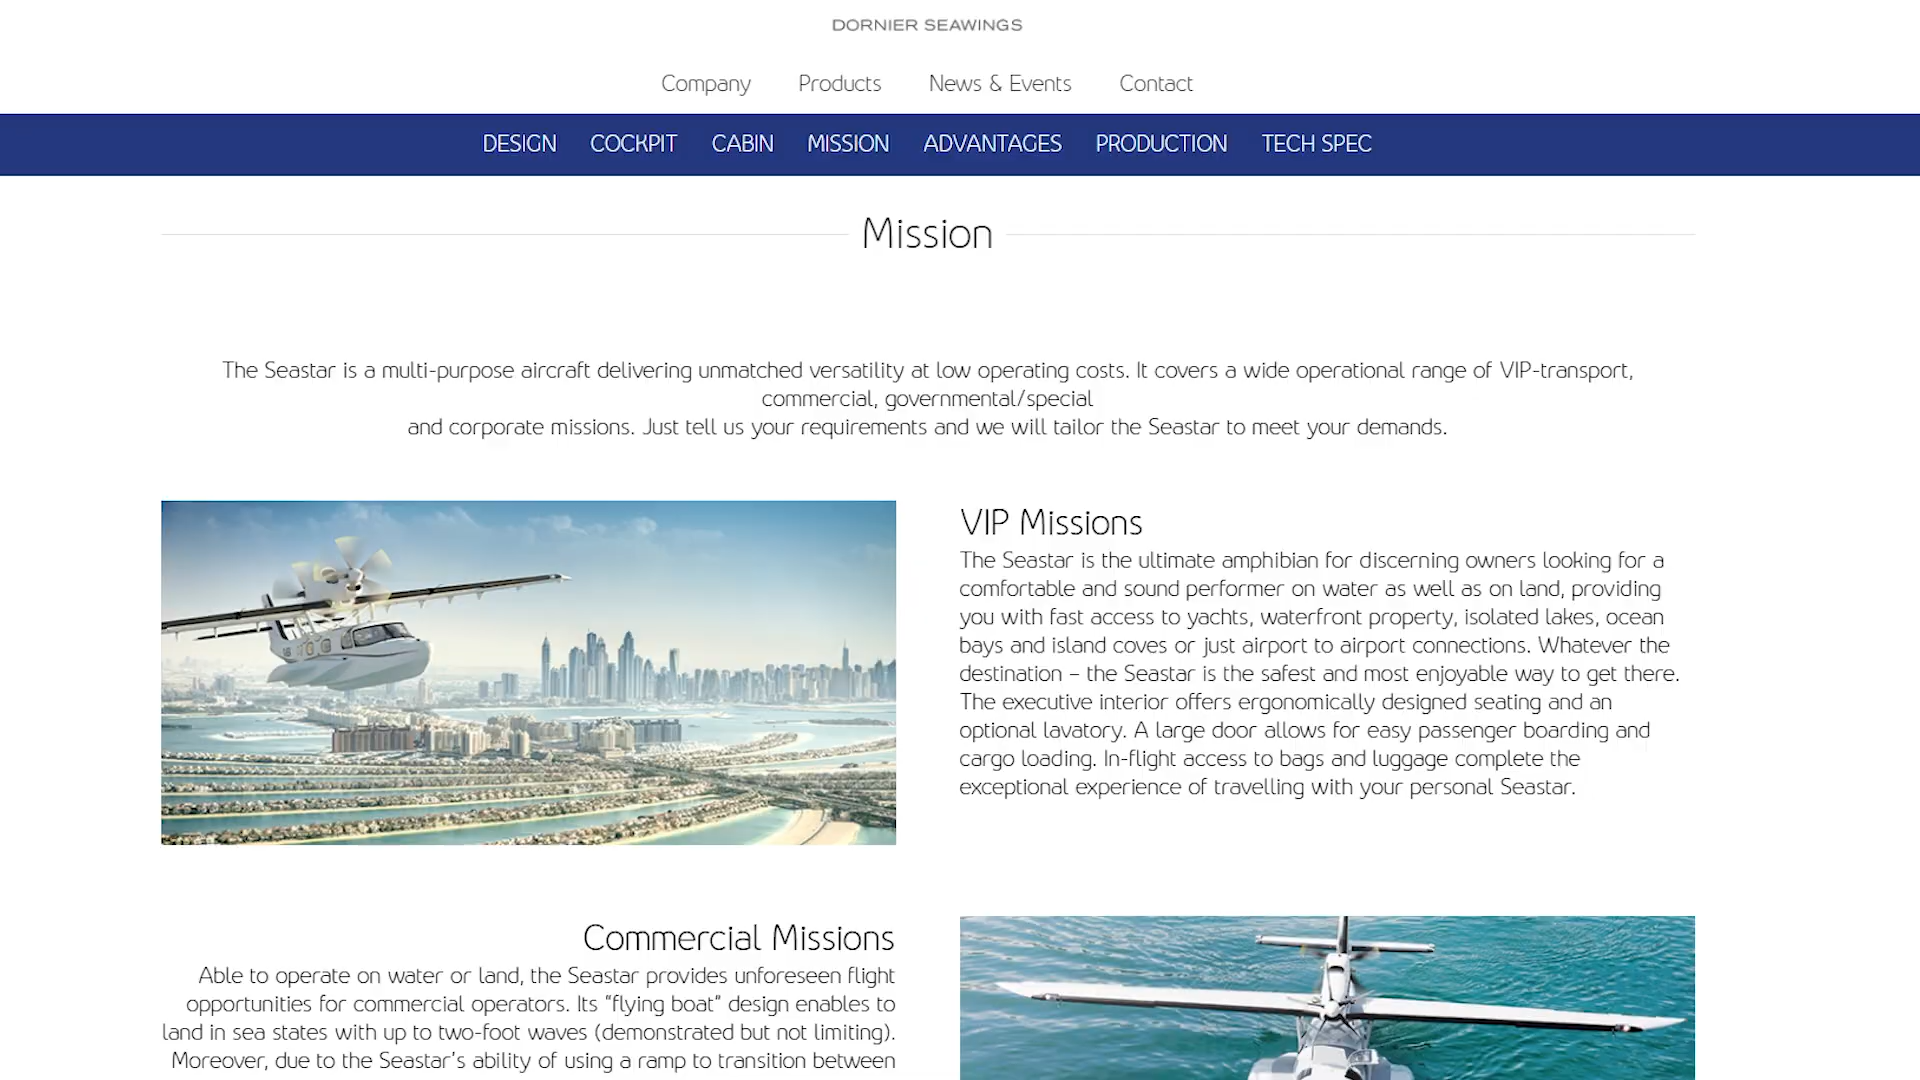 DORNIER SEAWINGS
Company Products News & Events Contact
DESIGN COCKPIT CABIN MISSION ADVANTAGES PRODUCTION TECH SPEC
Mission
The Seastar is a multi-purpose aircraft delivering unmatched versatility at low operating costs. It covers a wide operational range of VIP-transport,
commercial, governmental/special
and corporate missions. Just tell us your requirements and we will tailor the Seastar to meet your demands.
VIP Missions
The Seastar is the ultimate amphibian for discerning owners looking for a
comfortable and sound performer on water as well as on land, providing
you with fast access to yachts, waterfront property, isolated lakes, ocean
bays and island coves or just airport to airport connections. Whatever the
destination – the Seastar is the safest and most enjoyable way to get there.
The executive interior offers ergonomically designed seating and an
optional lavatory. A large door allows for easy passenger boarding and
cargo loading. In-flight access to bags and luggage complete the
exceptional experience of travelling with your personal Seastar.
Commercial Missions
Able to operate on water or land, the Seastar provides unforeseen flight
opportunities for commercial operators. Its “flying boat” design enables to
land in sea states with up to two-foot waves (demonstrated but not limiting).
Moreover, due to the Seastar’s ability of using a ramp to transition between